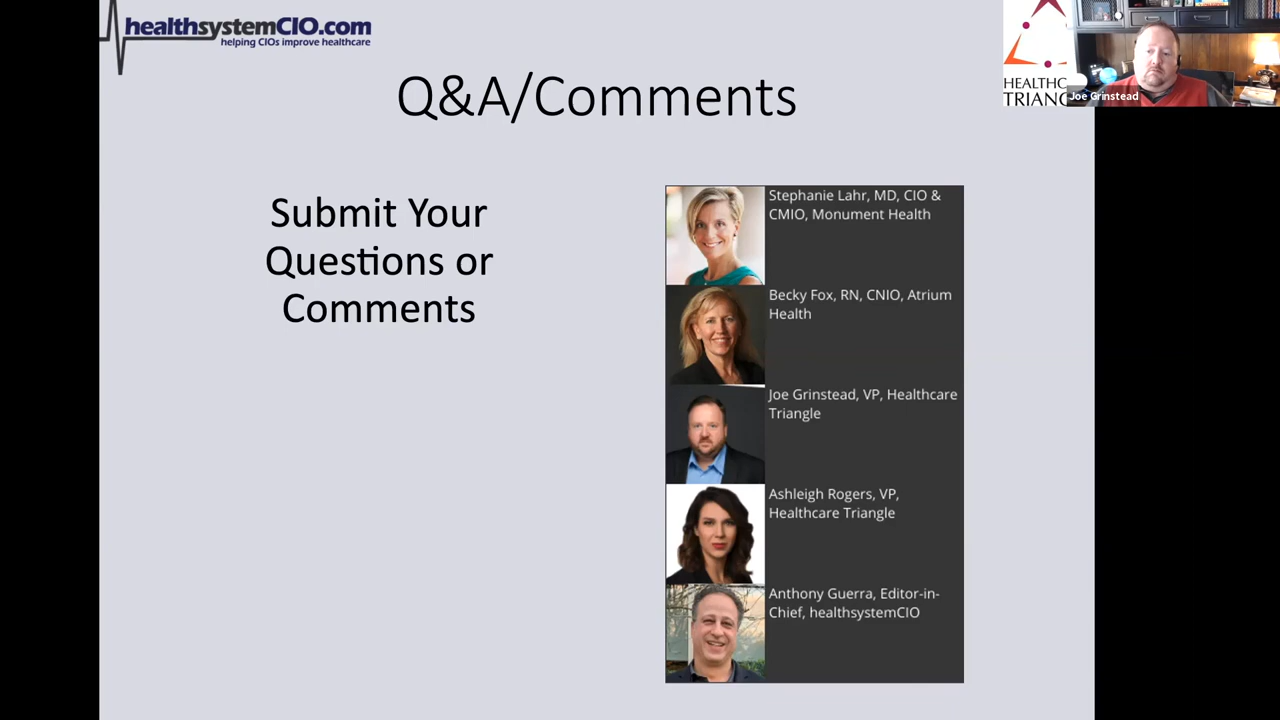 healthsystemCIO.com
helping CIOs improve healthcare
Q&A/Comments
Submit Your
Questions or
Comments
Stephanie Lahr, MD, CIO &
CMIO, Monument Health
Becky Fox, RN, CNIO, Atrium
Health
Joe Grinstead, VP, Healthcare
Triangle
Ashleigh Rogers, VP,
Healthcare Triangle
Anthony Guerra, Editor-in-
Chief, healthsystemCIO
HEALTHC
TRIANG
Joe Grinstead